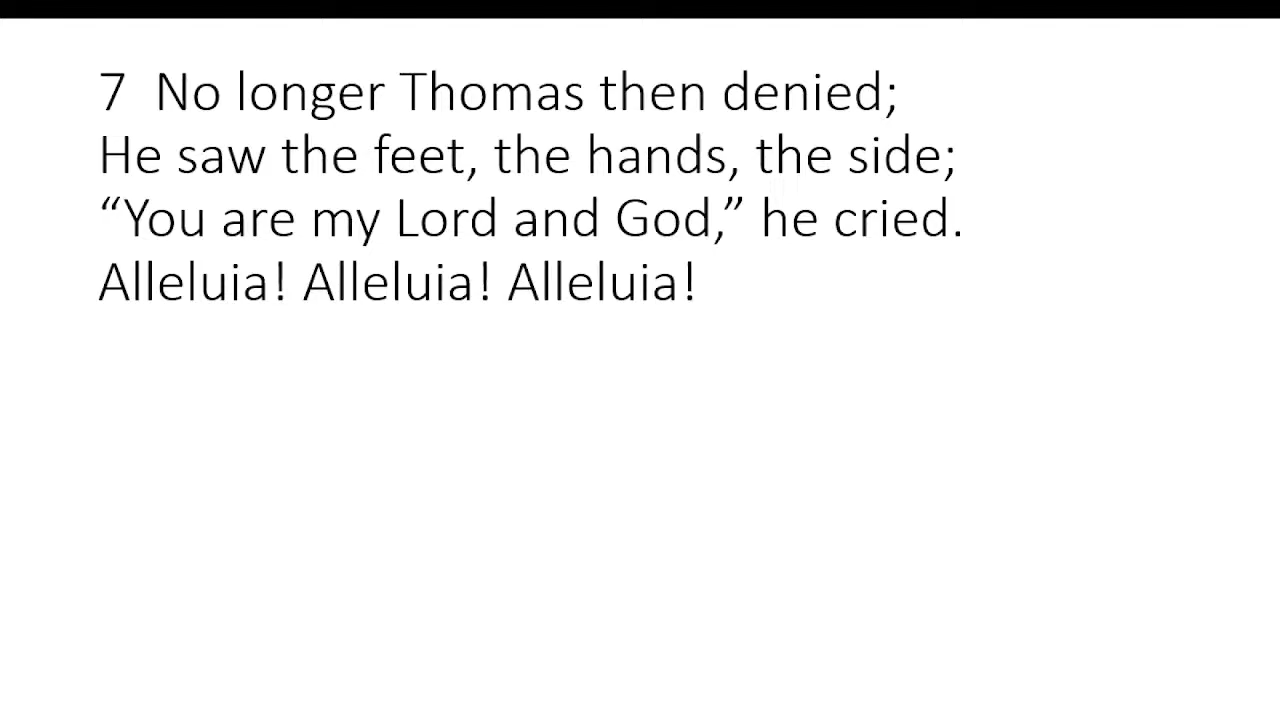 7  No longer Thomas then denied;
He saw the feet, the hands, the side;
“You are my Lord and God,” he cried.
Alleluia! Alleluia! Alleluia!